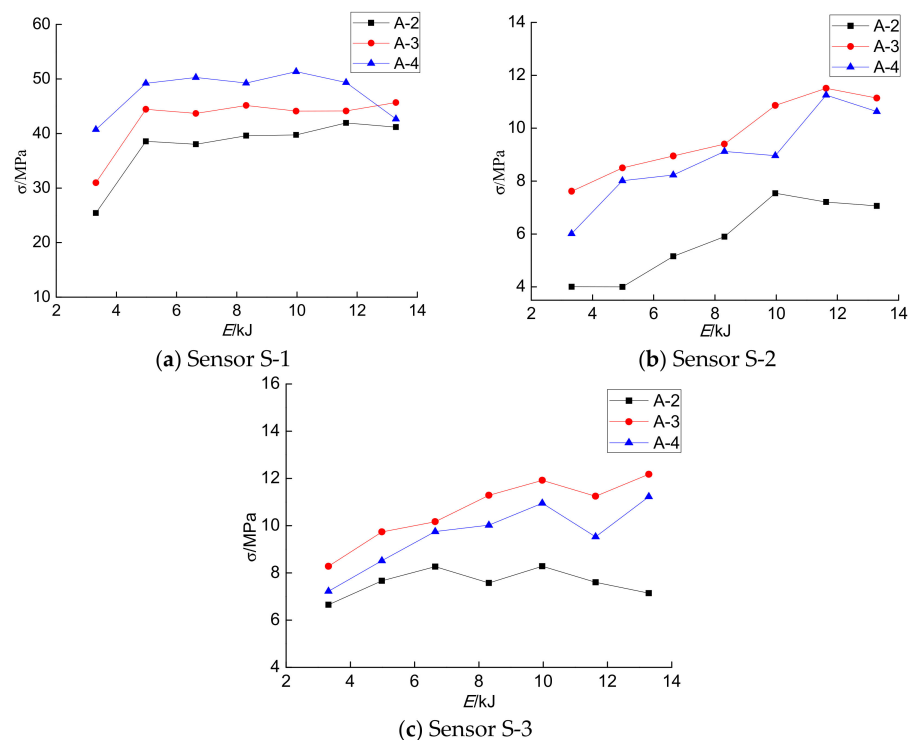 60
50
40
30
20
10
σ/MPa
2 4 6 8 10 12 14
E/kJ
A-2
A-3
A-4
(a) Sensor S-1
14
12
10
8
6
4
σ/MPa
2 4 6 8 10 12 14
E/kJ
A-2
A-3
A-4
(b) Sensor S-2
16
14
12
10
8
6
4
σ/MPa
2 4 6 8 10 12 14
E/kJ
A-2
A-3
A-4
(c) Sensor S-3